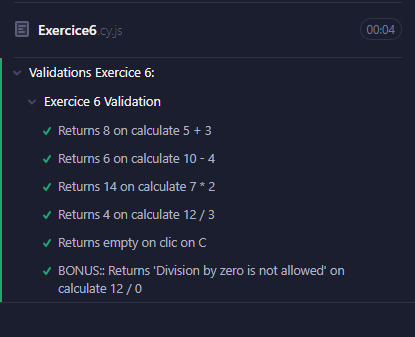 Exercice6.cy.js 00:04
Validations Exercice 6:
Exercice 6 Validation
Returns 8 on calculate 5 + 3
Returns 6 on calculate 10 - 4
Returns 14 on calculate 7 * 2
Returns 4 on calculate 12 / 3
Returns empty on clic on C
BONUS:: Returns 'Division by zero is not allowed' on
calculate 12 / 0